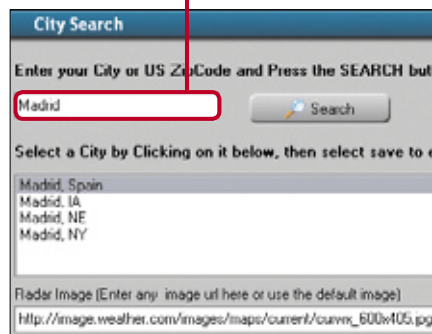 City Search
Enter your City or US ZipCode and Press the SEARCH but
Madrid
Search
Select a City by Clicking on it below, then select save to
Madrid, Spain
Madrid, IA
Madrid, NE
Madrid, NY
Radar Image (Enter any image url here or use the default image)
http://image.weather.com/images/maps/current/curwx_600x405.jpg